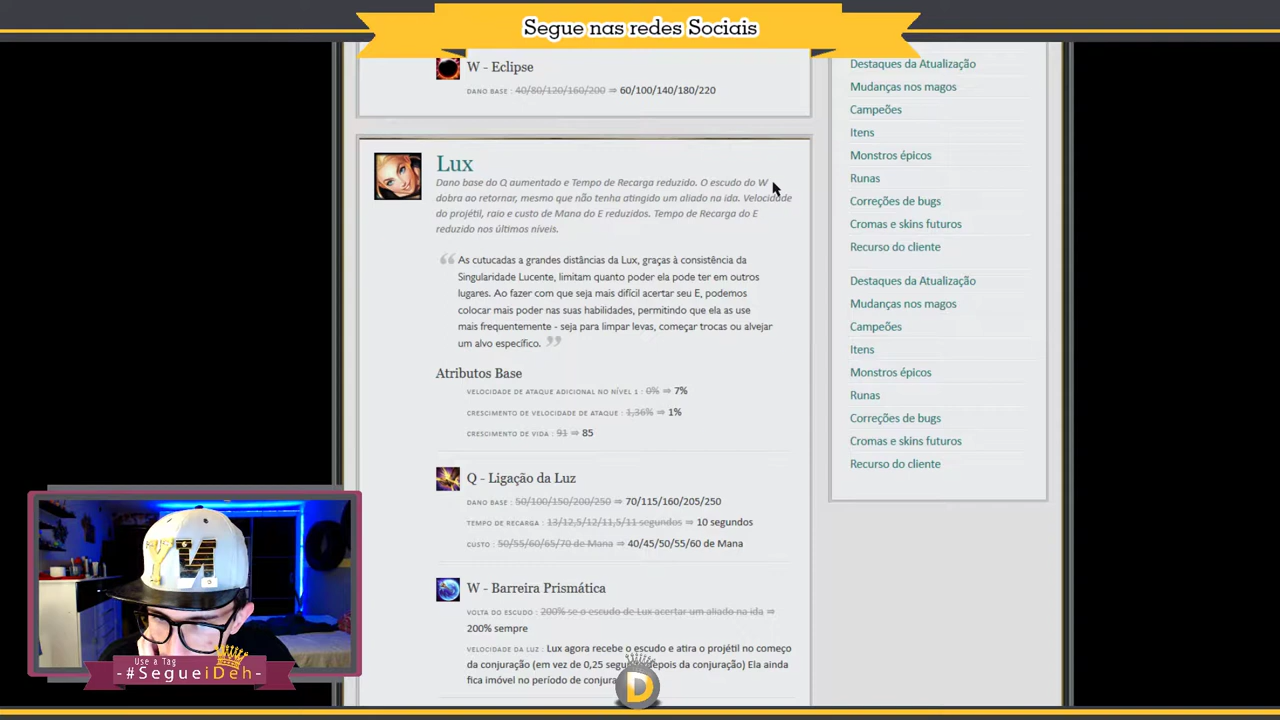 Segue nas redes Sociais
W - Eclipse
DANO BASE : 40/80/120/160/200 ⇒ 60/100/140/180/220
Lux
Dano base do Q aumentado e Tempo de Recarga reduzido. O escudo do W
dobra ao retornar, mesmo que não tenha atingido um aliado na ida. Velocidade
do projétil, raio e custo de Mana do E reduzidos. Tempo de Recarga do E
reduzido nos últimos níveis.
As cutucadas a grandes distâncias da Lux, graças à consistência da
Singularidade Lucente, limitam quanto poder ela pode ter em outros
lugares. Ao fazer com que seja mais difícil acertar seu E, podemos
colocar mais poder nas suas habilidades, permitindo que ela as use
mais frequentemente - seja para limpar levas, começar trocas ou alvejar
um alvo específico.
Atributos Base
VELOCIDADE DE ATAQUE ADICIONAL NO NÍVEL 1 : 0% ⇒ 7%
CRESCIMENTO DE VELOCIDADE DE ATAQUE : 1,36% ⇒ 1%
CRESCIMENTO DE VIDA : 91 ⇒ 85
Q - Ligação da Luz
DANO BASE : 50/100/150/200/250 ⇒ 70/115/160/205/250
TEMPO DE RECARGA : 13/12,5/12/11,5/11 segundos ⇒ 10 segundos
CUSTO : 50/55/60/65/70 de Mana ⇒ 40/45/50/55/60 de Mana
W - Barreira Prismática
VOLTA DO ESCUDO : 200% se o escudo de Lux acertar um aliado na ida ⇒
200% sempre
VELOCIDADE DA LUZ : Lux agora recebe o escudo e atira o projétil no começo
da conjuração (em vez de 0,25 depois da conjuração) Ela ainda
fica imóvel no período de
Destaques da Atualização
Mudanças nos magos
Campeões
Itens
Monstros épicos
Runas
Correções de bugs
Cromas e skins futuros
Recurso do cliente
Destaques da Atualização
Mudanças nos magos
Campeões
Itens
Monstros épicos
Runas
Correções de bugs
Cromas e skins futuros
Recurso do cliente
Use a Tag
-#SegueiDeh-
D